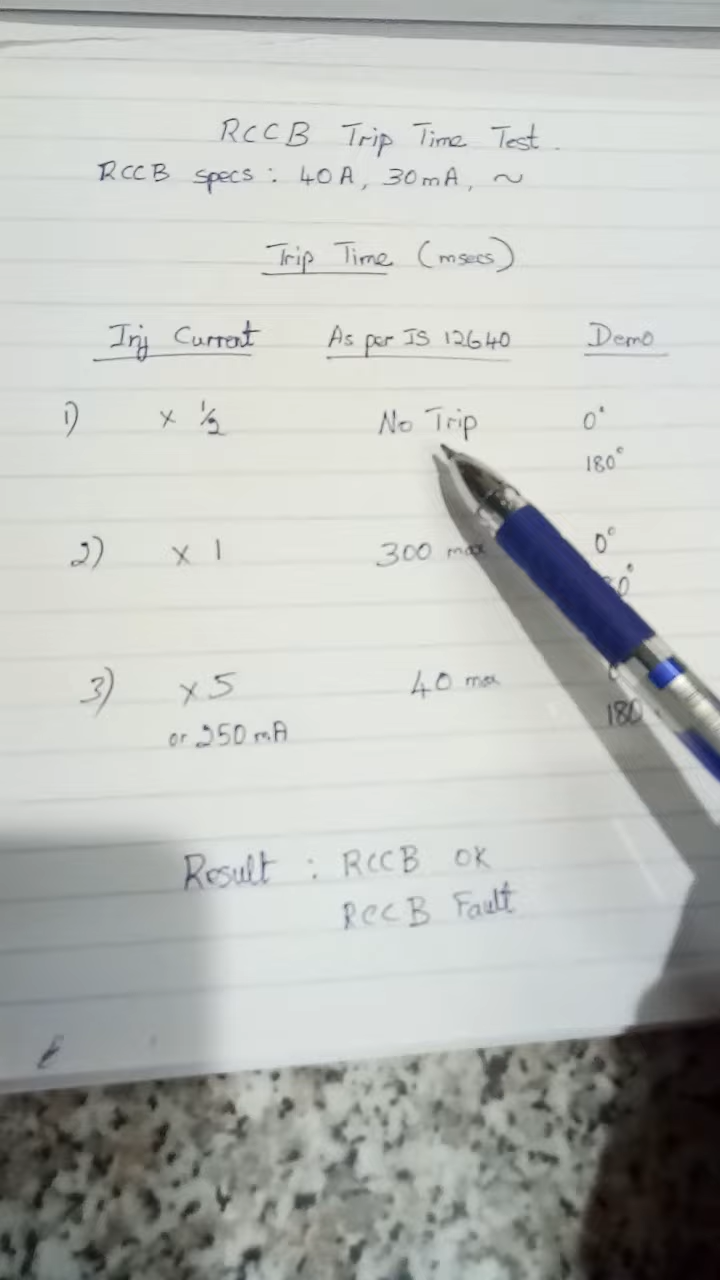 RCCB Trip Time Test.
RCCB specs : 40A, 30mA, ~
Trip Time (msecs)
Inj Current As per IS 12640 Demo
1) x 1/2 No Trip 0°
180°
2) x 1 300 max 0°
0°
3) x 5 40 max
or 250 mA 180
Result : RCCB OK
RCCB Fault